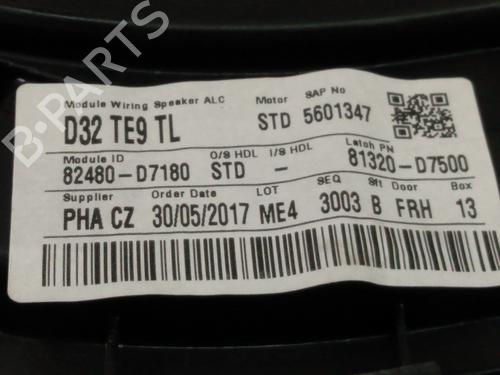 B-PARTS
Module Wiring Speaker ALC Motor SAP No
D32 TE9 TL STD 5601347
Module ID O/S HDL I/S HDL Latch PN
82480-D7180 STD - 81320-D7500
Supplier Order Date LOT SEQ Sft Door Box
PHA CZ 30/05/2017 ME4 3003 B FRH 13